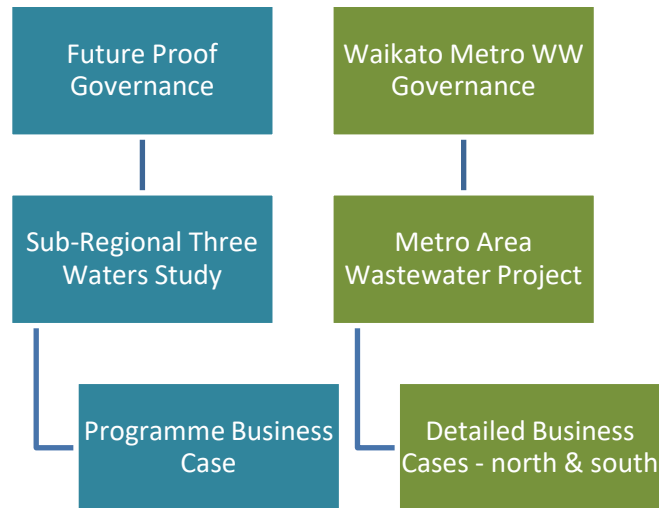 Future Proof
Governance
Waikato Metro WW
Governance
Sub-Regional Three
Waters Study
Metro Area
Wastewater Project
Programme Business
Case
Detailed Business
Cases - north & south